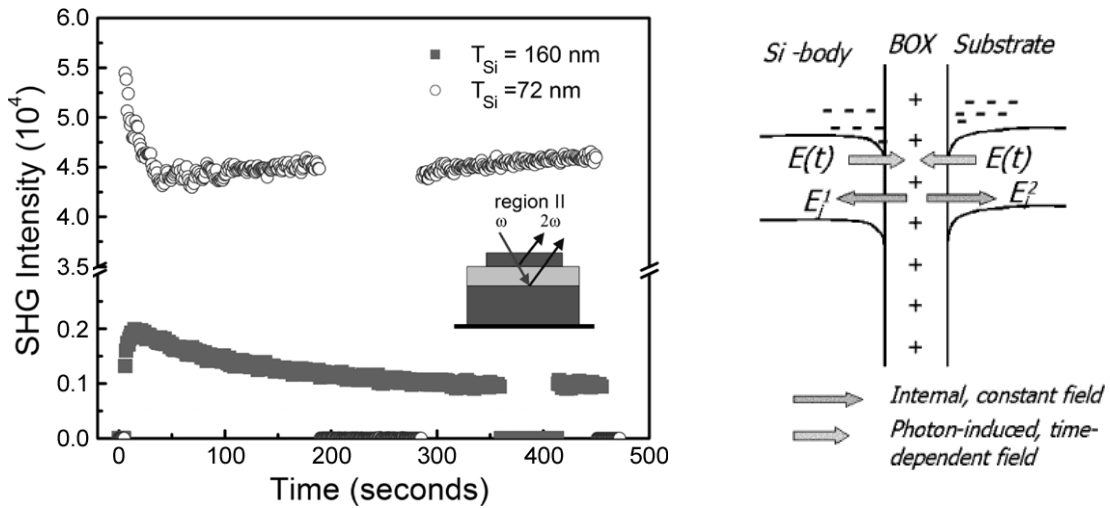 6.0
5.5
5.0
4.5
4.0
3.5
0.2
0.1
0.0
SHG Intensity (10⁴)
T_Si = 160 nm
T_Si =72 nm
region II
ω 2ω
0 100 200 300 400 500
Time (seconds)
Si -body BOX Substrate
+
+
E(t) + E(t)
E_i^1 + E_i^2
+
+
+
Internal, constant field
Photon-induced, time-
dependent field